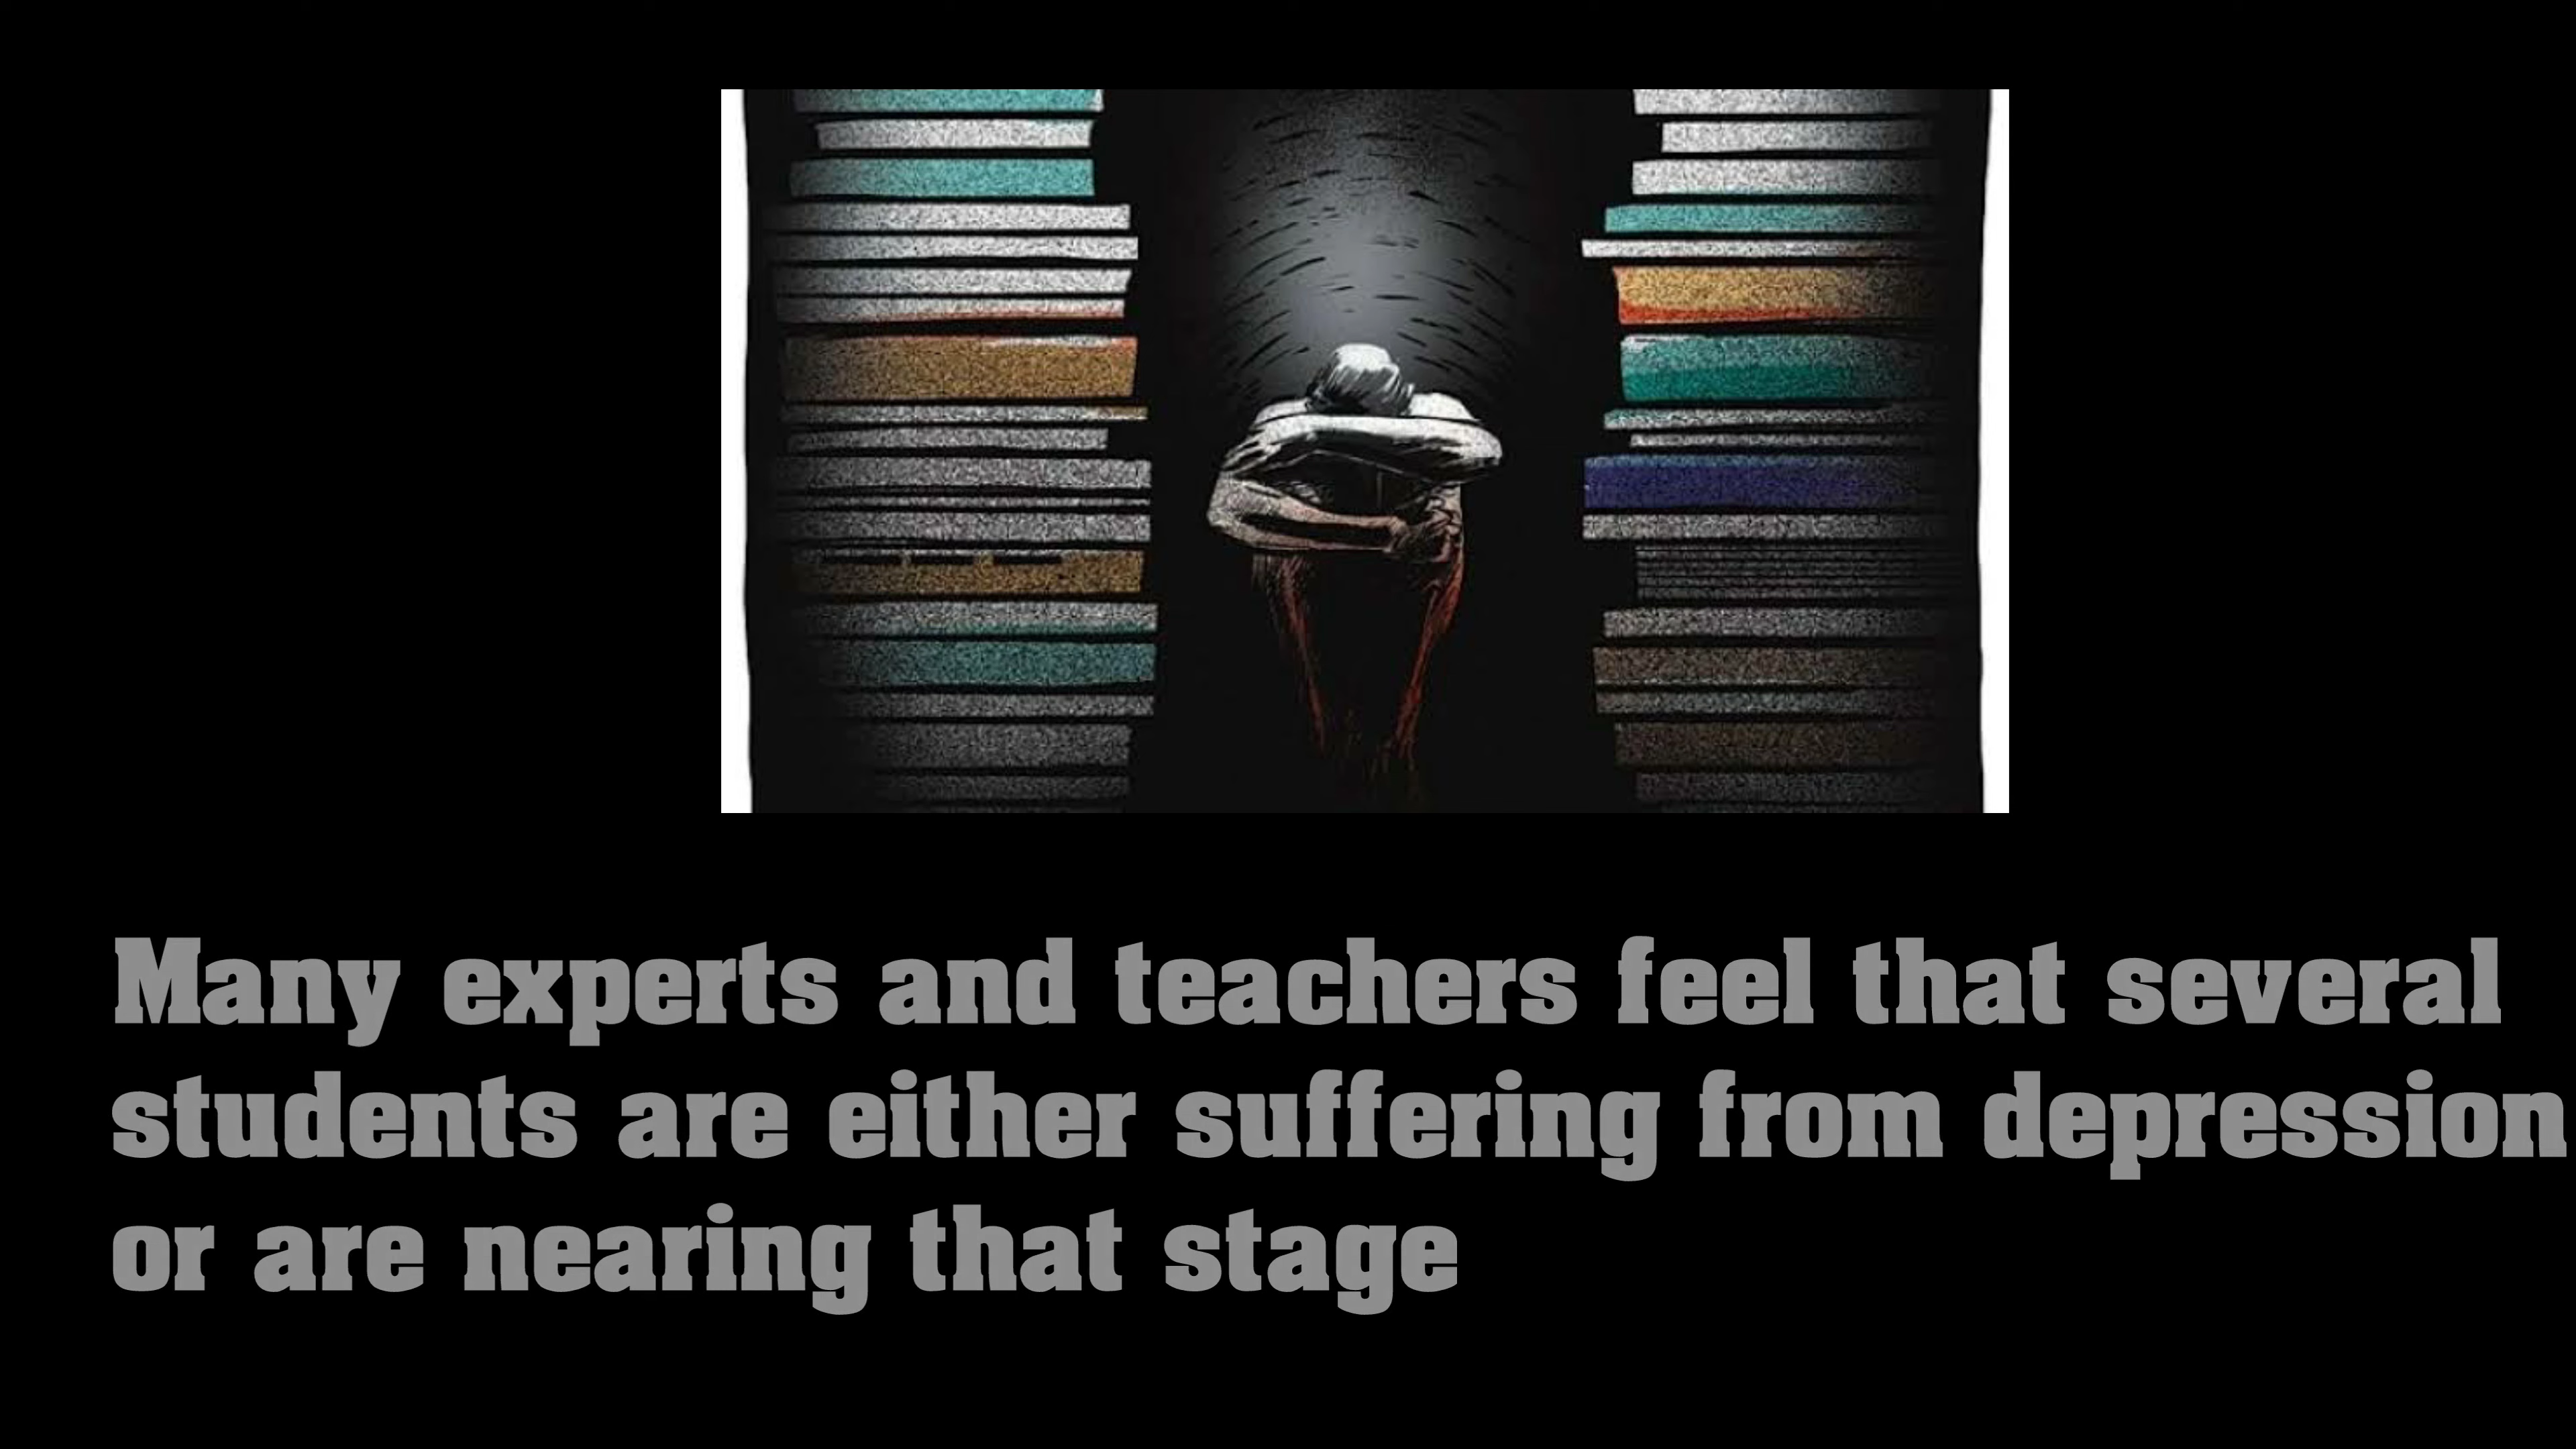 Many experts and teachers feel that several
students are either suffering from depression
or are nearing that stage